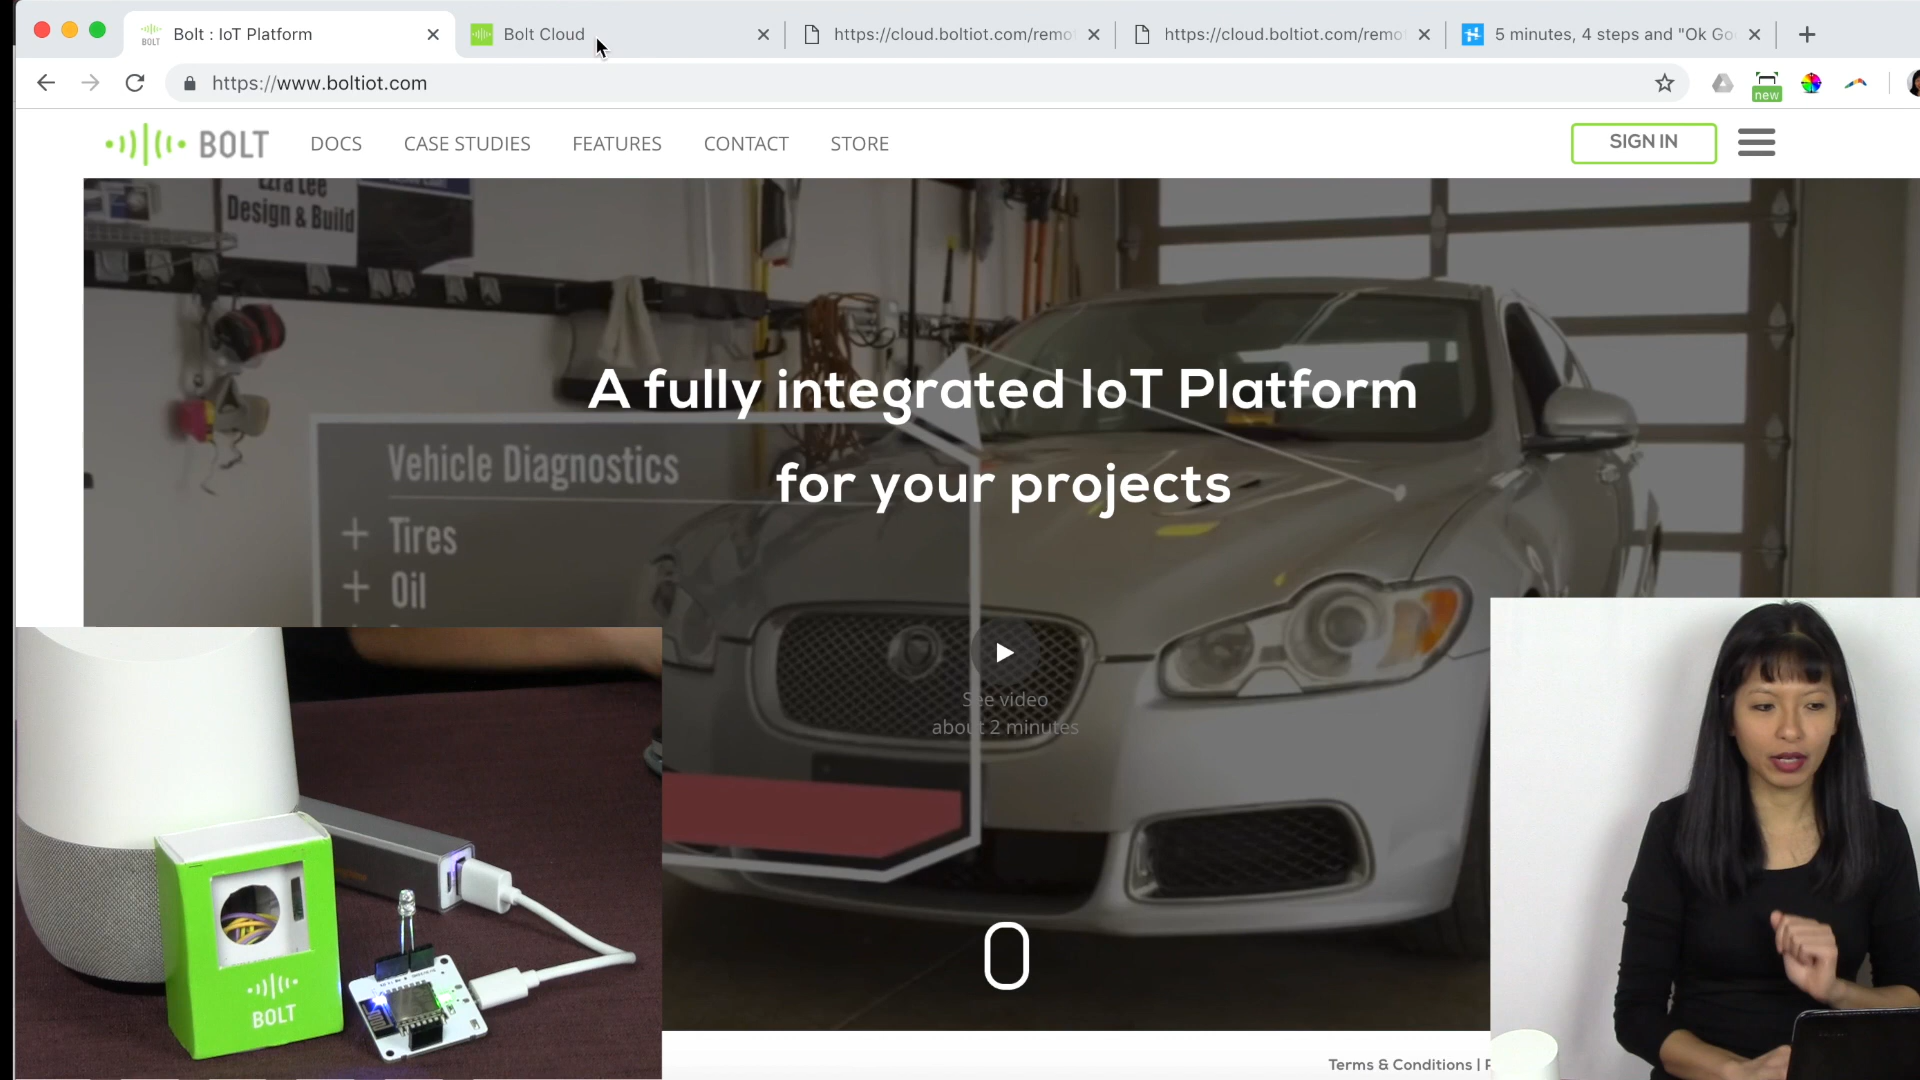 Bolt : IoT Platform
Bolt Cloud
https://cloud.boltiot.com/remo
https://cloud.boltiot.com/remo
5 minutes, 4 steps and "Ok Go
https://www.boltiot.com
new
BOLT
BOLT
DOCS
CASE STUDIES
FEATURES
CONTACT
STORE
SIGN IN
Ezra Lee
Design & Build
A fully integrated IoT Platform
for your projects
Vehicle Diagnostics
+ Tires
+ Oil
See video
about 2 minutes
BOLT
Terms & Conditions |